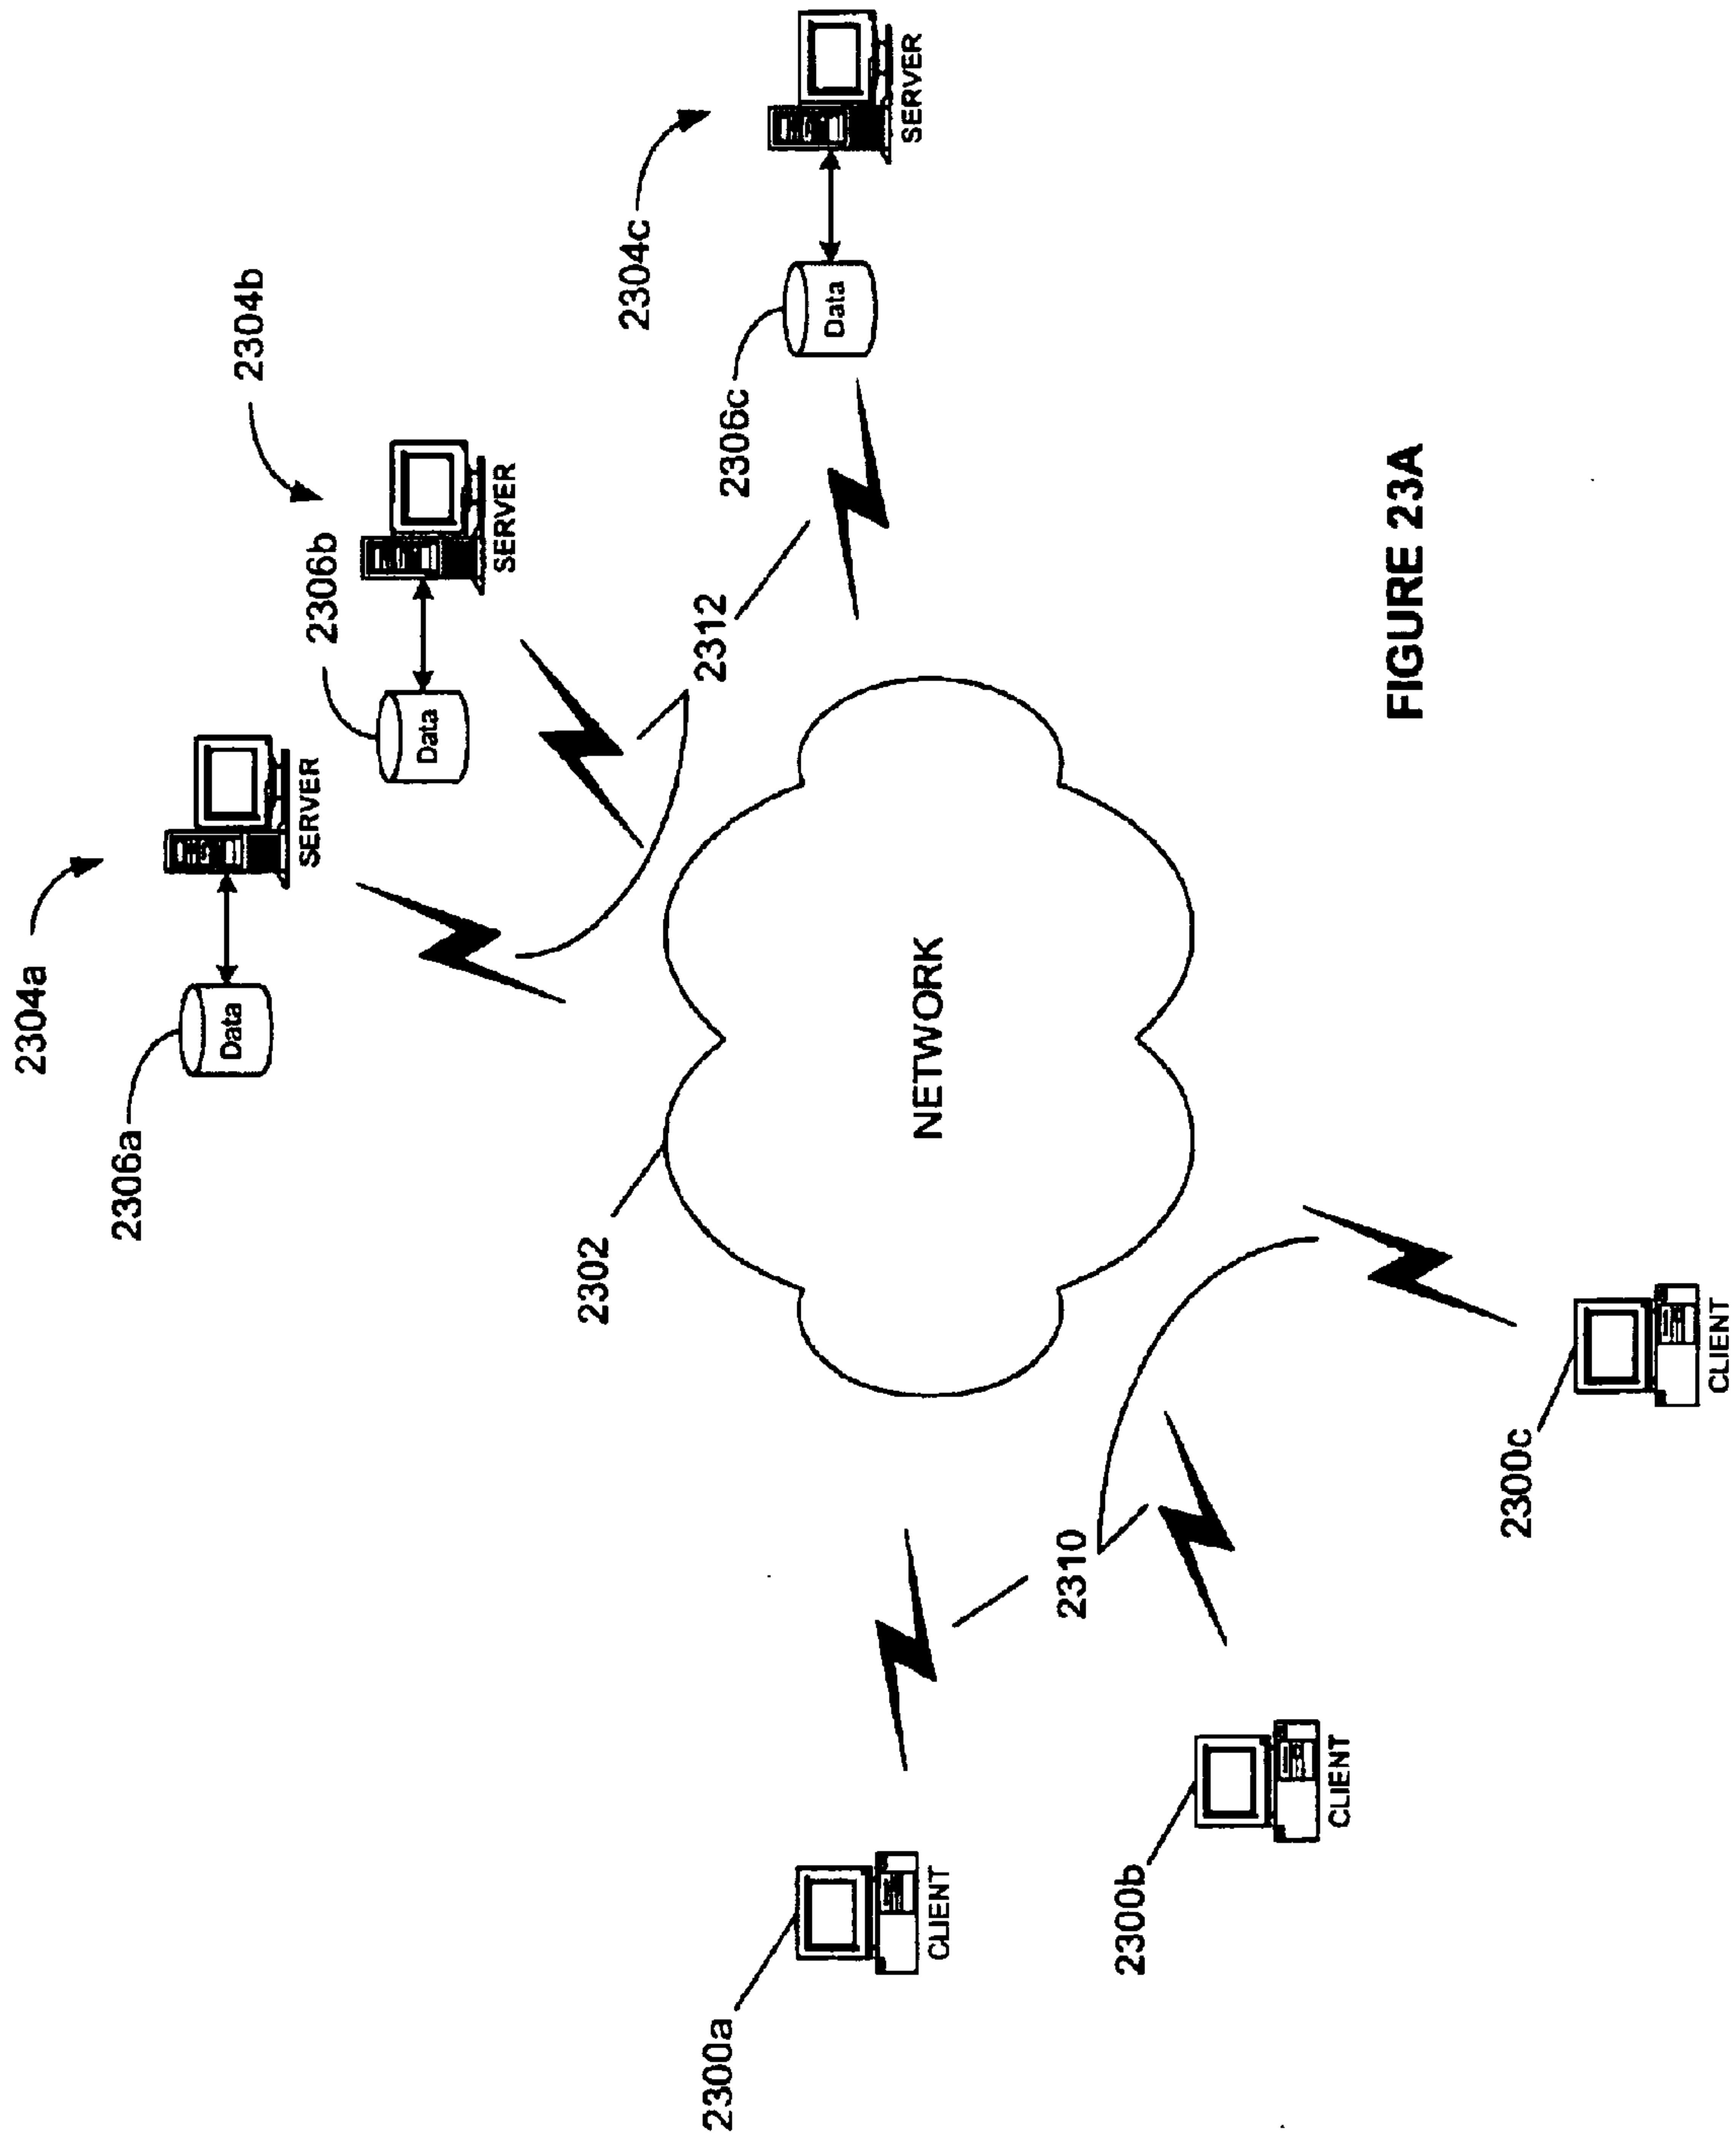 2304a
2306a
Data
SERVER
2304b
2306b
Data
SERVER
2304c
2306c
Data
SERVER
2312
2302
NETWORK
2310
2300a
CLIENT
2300b
CLIENT
2300c
CLIENT
FIGURE 23A